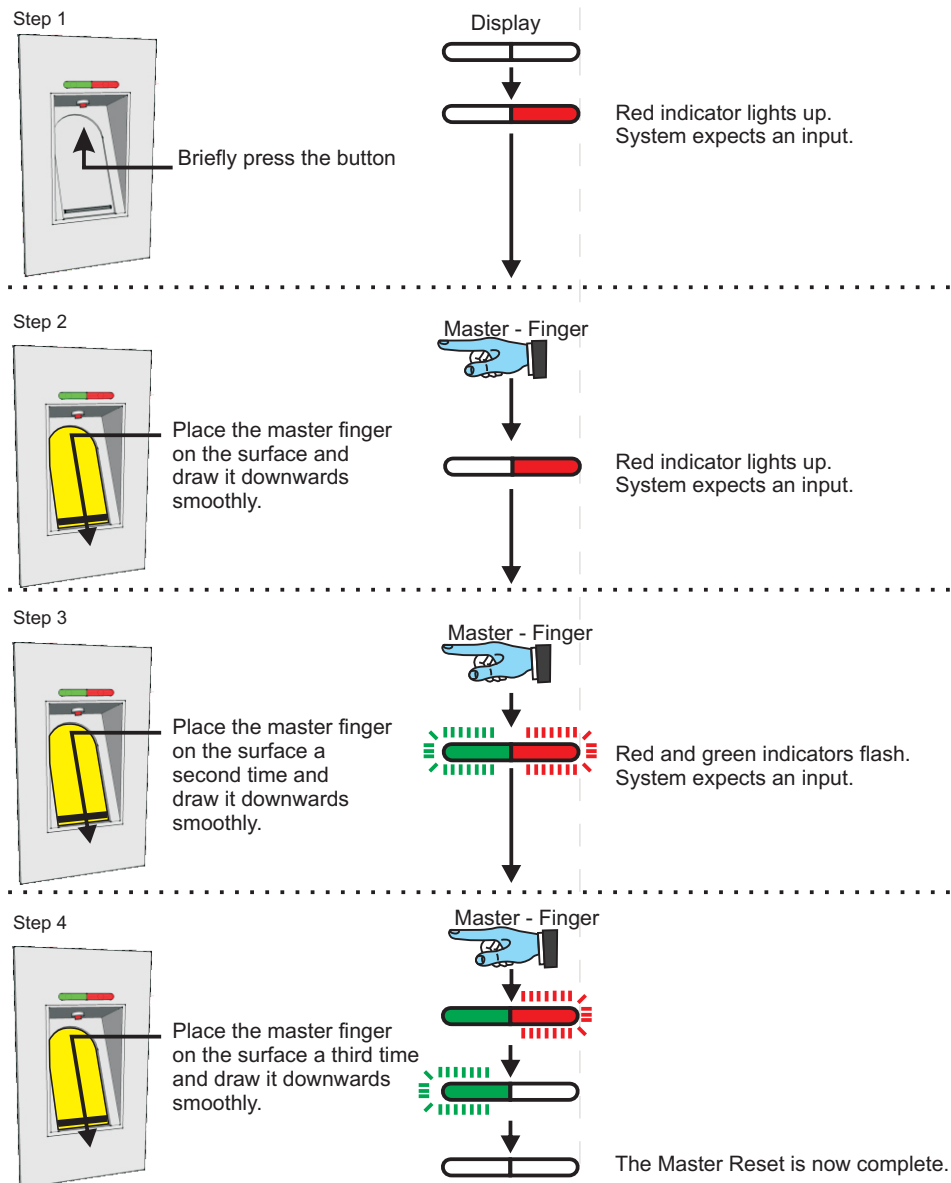 Step 1
Display
Briefly press the button
Red indicator lights up.
System expects an input.
Step 2
Master - Finger
Place the master finger
on the surface and
draw it downwards
smoothly.
Red indicator lights up.
System expects an input.
Step 3
Master - Finger
Place the master finger
on the surface a
second time and
draw it downwards
smoothly.
Red and green indicators flash.
System expects an input.
Step 4
Master - Finger
Place the master finger
on the surface a third time
and draw it downwards
smoothly.
The Master Reset is now complete.